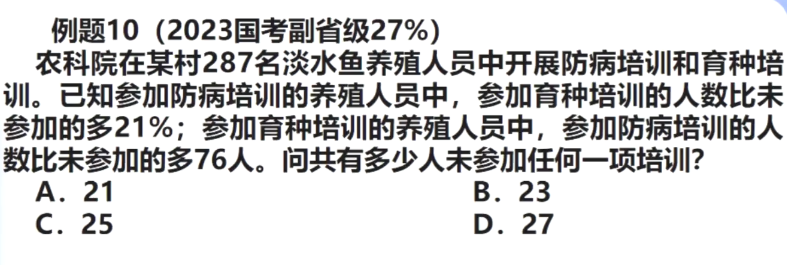 例题10（2023国考副省级27%）
农科院在某村287名淡水鱼养殖人员中开展防病培训和育种培
训。已知参加防病培训的养殖人员中，参加育种培训的人数比未
参加的多21%；参加育种培训的养殖人员中，参加防病培训的人
数比未参加的多76人。问共有多少人未参加任何一项培训？
A．21 B．23
C．25 D．27